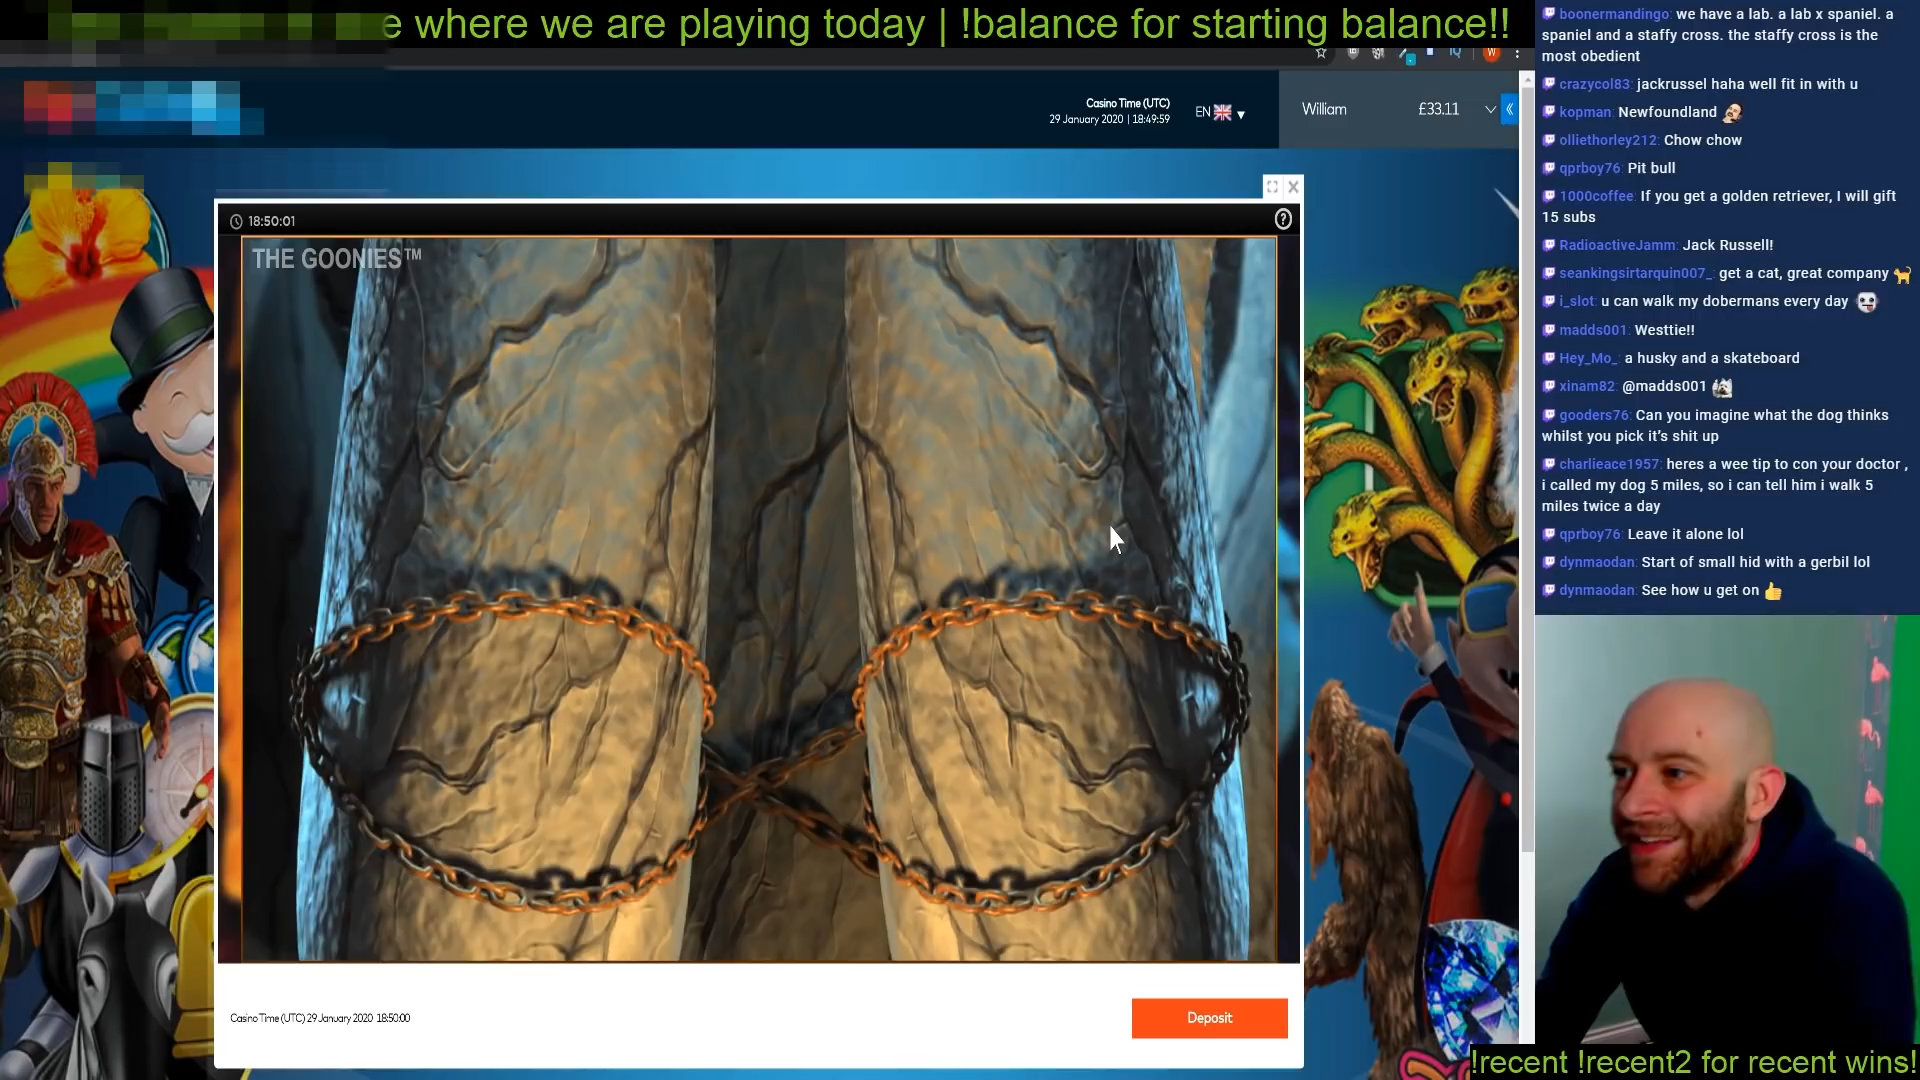 e where we are playing today | !balance for starting balance!!
Casino Time (UTC)
29 January 2020 | 18:49:59
EN
William
£33.11
18:50:01
THE GOONIES™
Casino Time (UTC) 29 January 2020 18:50:00
Deposit
boonermandingo: we have a lab. a lab x spaniel. a
spaniel and a staffy cross. the staffy cross is the
most obedient
crazycol83: jackrussel haha well fit in with u
kopman: Newfoundland
olliethorley212: Chow chow
qprboy76: Pit bull
1000coffee: If you get a golden retriever, I will gift
15 subs
RadioactiveJamm: Jack Russell!
seankingsirtarquin007_: get a cat, great company
i_slot: u can walk my dobermans every day
madds001: Westtie!!
Hey_Mo_: a husky and a skateboard
xinam82: @madds001
gooders76: Can you imagine what the dog thinks
whilst you pick it’s shit up
charlieace1957: heres a wee tip to con your doctor ,
i called my dog 5 miles, so i can tell him i walk 5
miles twice a day
qprboy76: Leave it alone lol
dynmaodan: Start of small hid with a gerbil lol
dynmaodan: See how u get on
!recent !recent2 for recent wins!